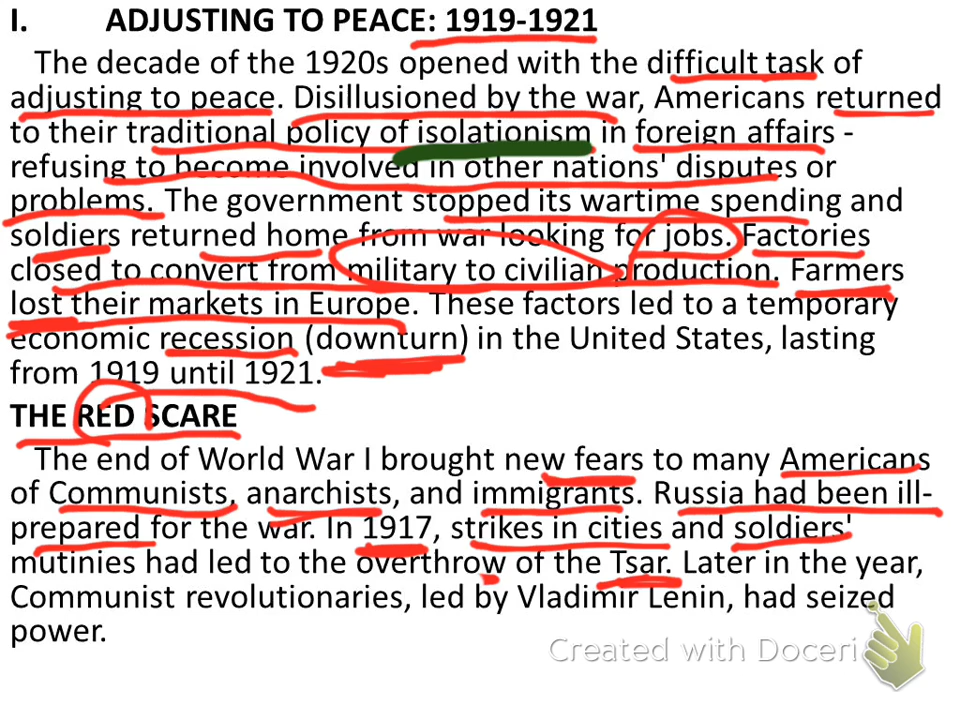 I. ADJUSTING TO PEACE: 1919-1921
The decade of the 1920s opened with the difficult task of
adjusting to peace. Disillusioned by the war, Americans returned
to their traditional policy of isolationism in foreign affairs -
refusing to become involved in other nations' disputes or
problems. The government stopped its wartime spending and
soldiers returned home from war looking for jobs. Factories
closed to convert from military to civilian production. Farmers
lost their markets in Europe. These factors led to a temporary
economic recession (downturn) in the United States, lasting
from 1919 until 1921.
THE RED SCARE
The end of World War I brought new fears to many Americans
of Communists, anarchists, and immigrants. Russia had been ill-
prepared for the war. In 1917, strikes in cities and soldiers'
mutinies had led to the overthrow of the Tsar. Later in the year,
Communist revolutionaries, led by Vladimir Lenin, had seized
power.
Created with Doceri